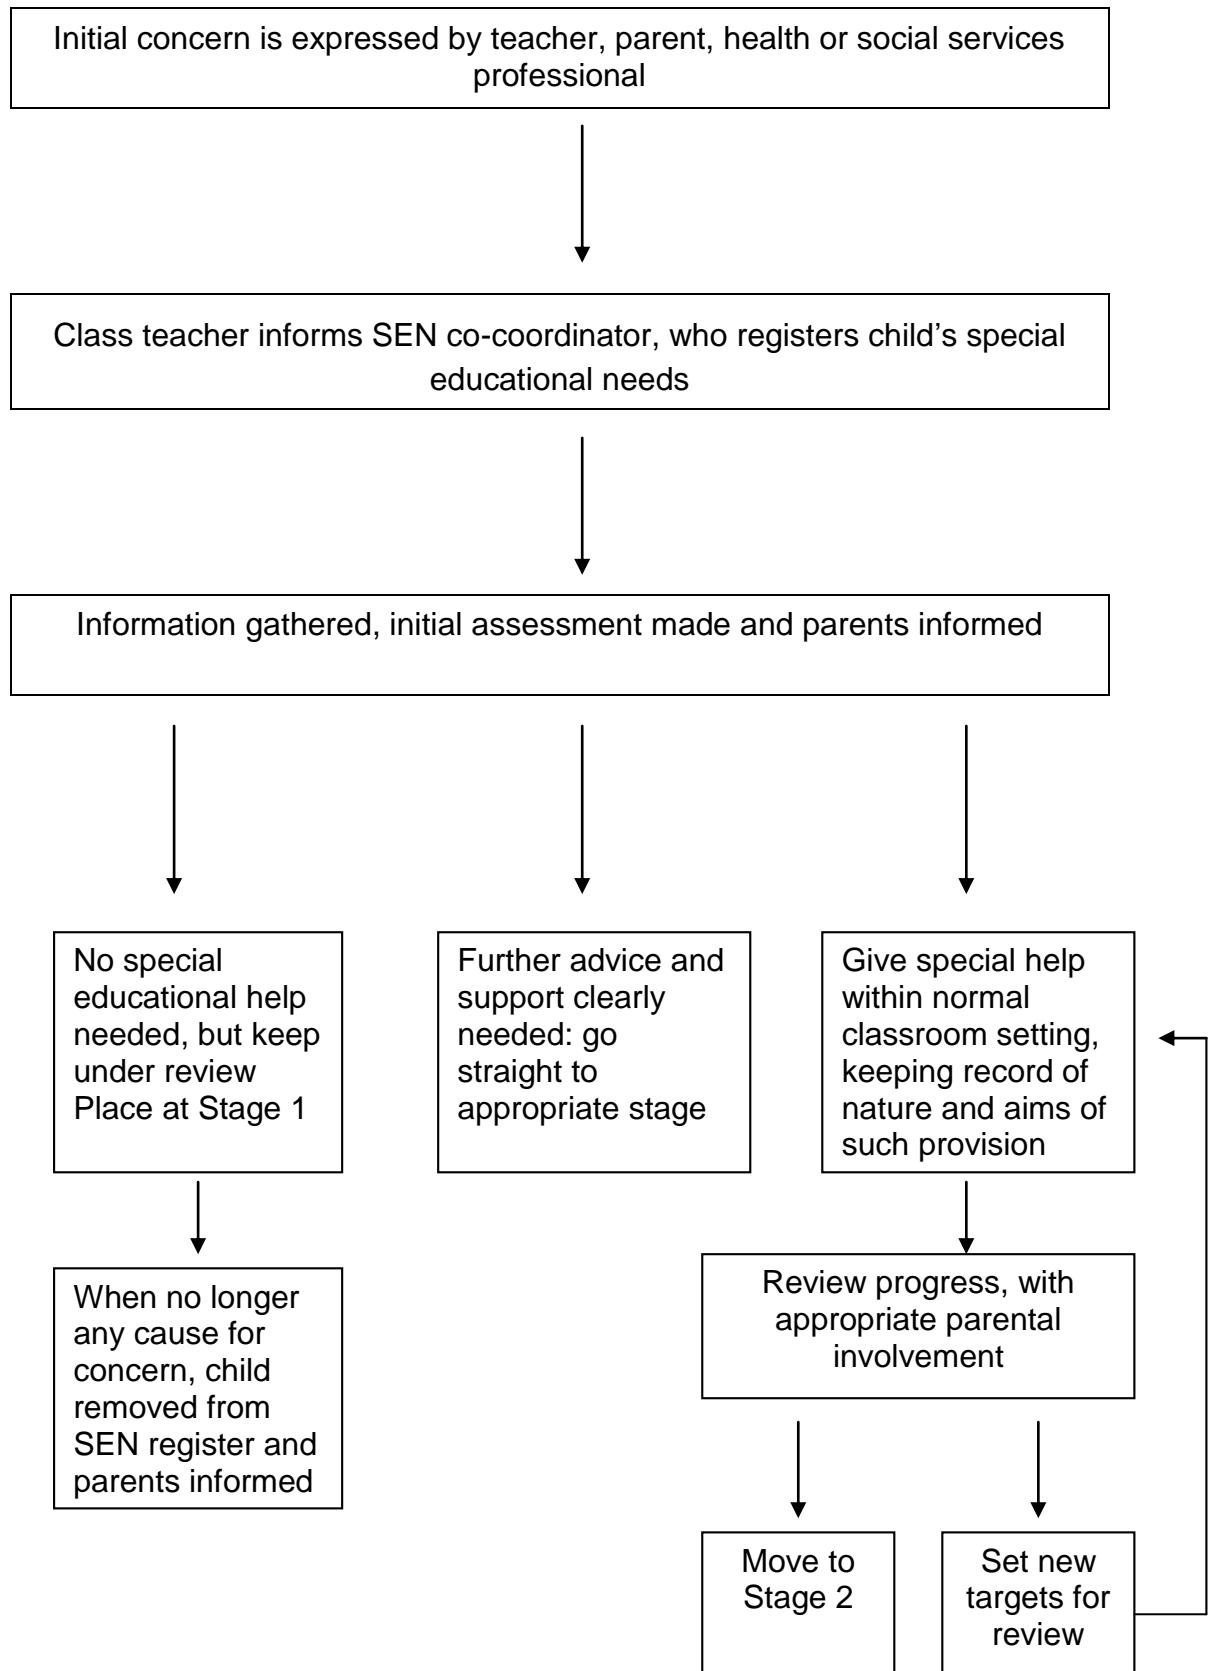 Initial concern is expressed by teacher, parent, health or social services
professional
Class teacher informs SEN co-coordinator, who registers child’s special
educational needs
Information gathered, initial assessment made and parents informed
No special
educational help
needed, but keep
under review
Place at Stage 1
Further advice and
support clearly
needed: go
straight to
appropriate stage
Give special help
within normal
classroom setting,
keeping record of
nature and aims of
such provision
When no longer
any cause for
concern, child
removed from
SEN register and
parents informed
Review progress, with
appropriate parental
involvement
Move to
Stage 2
Set new
targets for
review